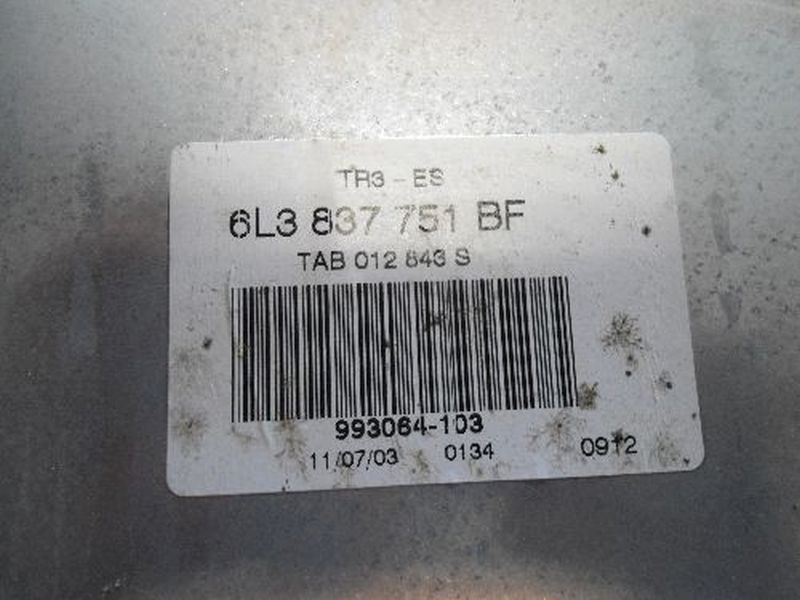 TR3 - ES
6L3 837 751 BF
TAB 012 843 S
993064-103
11/07/03 0134 0912